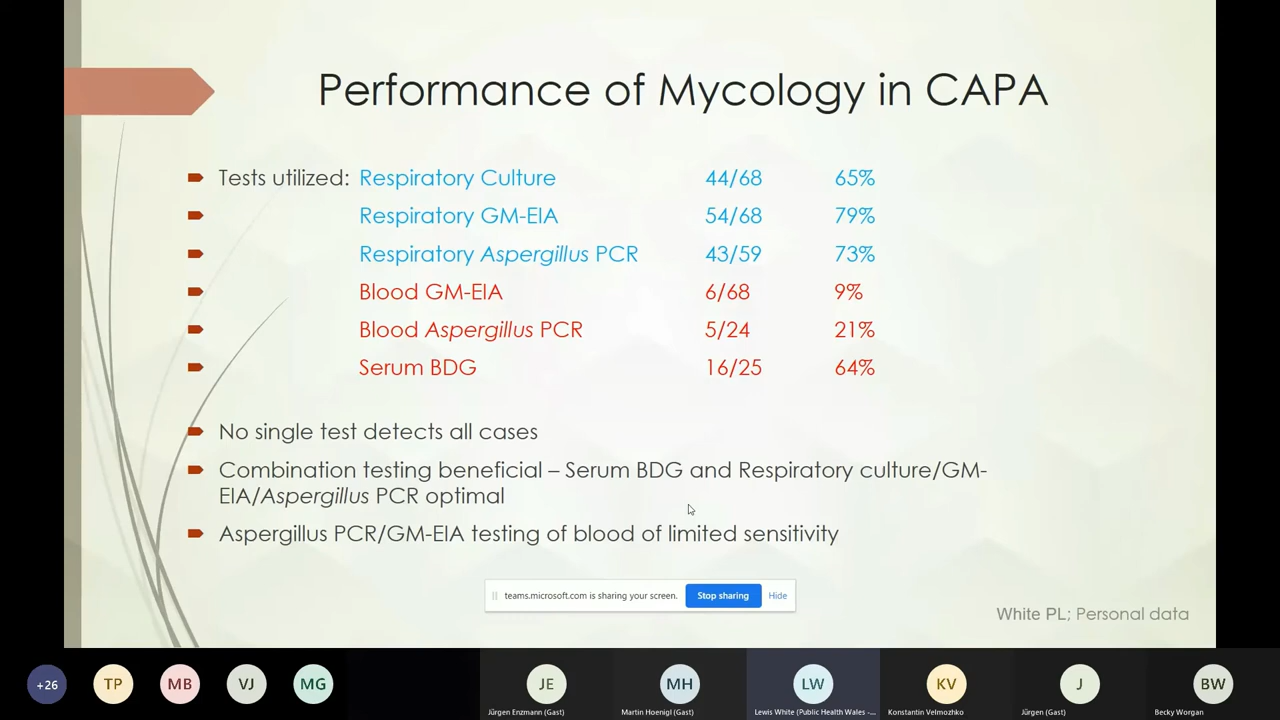 Performance of Mycology in CAPA
Tests utilized: Respiratory Culture 44/68 65%
Respiratory GM-EIA 54/68 79%
Respiratory Aspergillus PCR 43/59 73%
Blood GM-EIA 6/68 9%
Blood Aspergillus PCR 5/24 21%
Serum BDG 16/25 64%
No single test detects all cases
Combination testing beneficial – Serum BDG and Respiratory culture/GM-
EIA/Aspergillus PCR optimal
Aspergillus PCR/GM-EIA testing of blood of limited sensitivity
teams.microsoft.com is sharing your screen. Stop sharing Hide
White PL; Personal data
+26 TP MB VJ MG JE MH LW KV J BW
Jürgen Enzmann (Gast) Martin Hoenigl (Gast) Lewis White (Public Health Wales -... Konstantin Velmozhko Jürgen (Gast) Becky Worgan